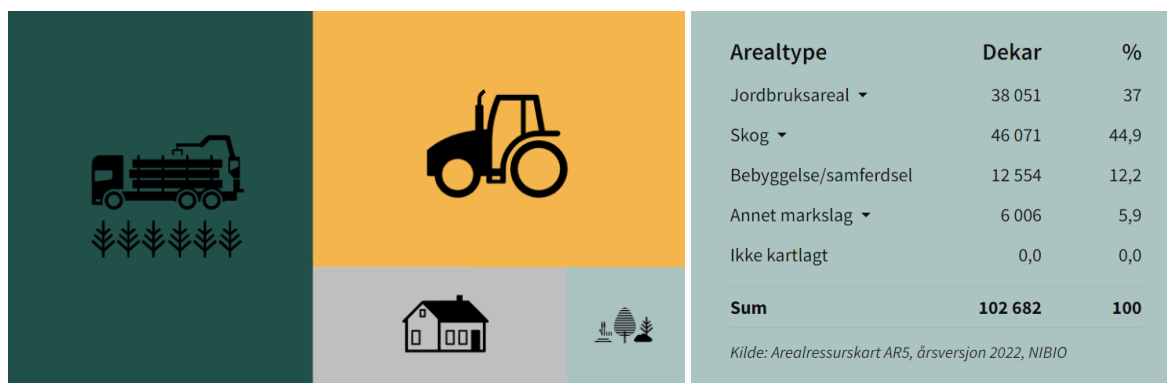 Arealtype Dekar %
Jordbruksareal 38 051 37
Skog 46 071 44,9
Bebyggelse/samferdsel 12 554 12,2
Annet markslag 6 006 5,9
Ikke kartlagt 0,0 0,0
Sum 102 682 100
Kilde: Arealressurskart AR5, årsversjon 2022, NIBIO